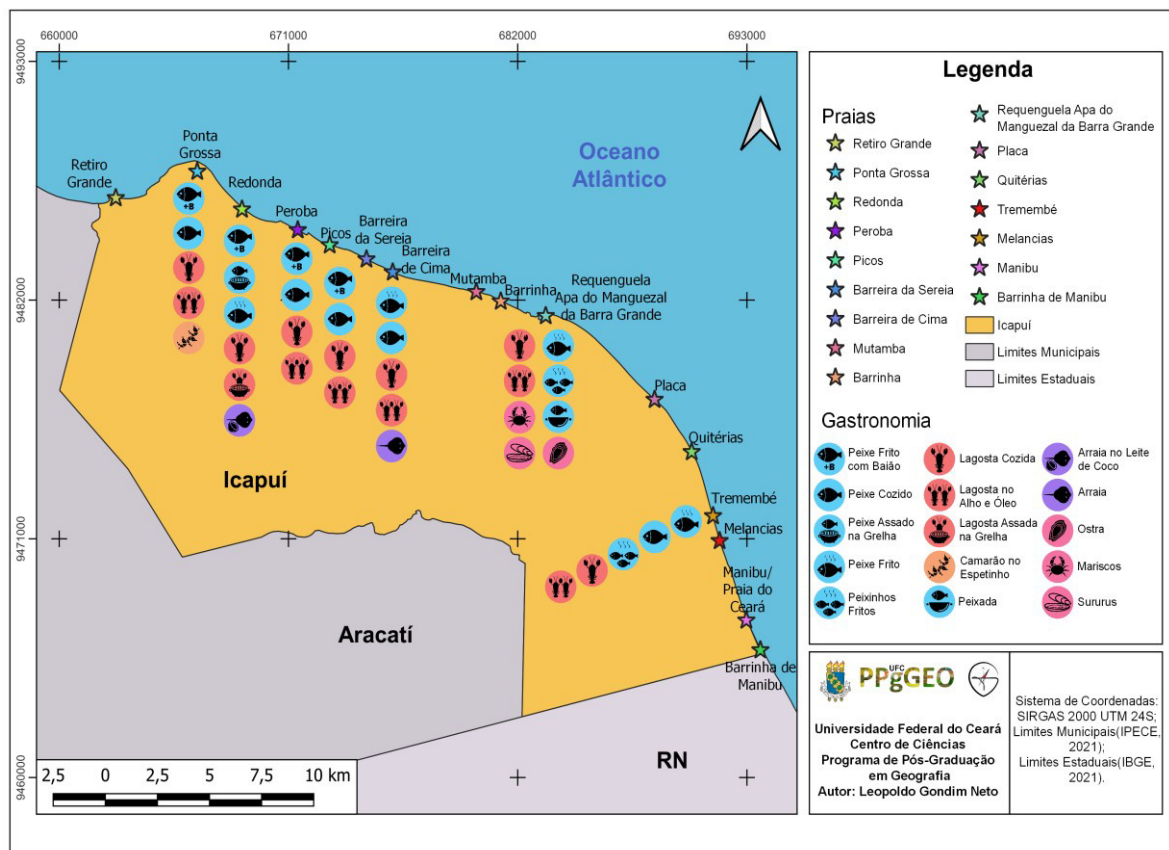 660000
671000
682000
693000
9493000
9482000
9471000
9460000
Oceano
Atlântico
Retiro
Grande
Ponta
Grossa
Redonda
Peroba
Picos
Barreira
da Sereia
Barreira
de Cima
Mutamba
Barrinha
Requenguela
Apa do Manguezal
da Barra Grande
Placa
Quitérias
Tremembé
Melancias
Manibu/
Praia do
Ceará
Barrinha de
Manibu
+B
+B
+B
+B
Icapuí
Aracatí
RN
2,5 0 2,5 5 7,5 10 km
Legenda
Praias
Retiro Grande
Ponta Grossa
Redonda
Peroba
Picos
Barreira da Sereia
Barreira de Cima
Mutamba
Barrinha
Requenguela Apa do
Manguezal da Barra Grande
Placa
Quitérias
Tremembé
Melancias
Manibu
Barrinha de Manibu
Icapuí
Limites Municipais
Limites Estaduais
Gastronomia
+B
Peixe Frito
com Baião
Peixe Cozido
Peixe Assado
na Grelha
Peixe Frito
Peixinhos
Fritos
Lagosta Cozida
Lagosta no
Alho e Óleo
Lagosta Assada
na Grelha
Camarão no
Espetinho
Peixada
Arraia no Leite
de Coco
Arraia
Ostra
Mariscos
Sururus
UFC
PPgGEO
Universidade Federal do Ceará
Centro de Ciências
Programa de Pós-Graduação
em Geografia
Autor: Leopoldo Gondim Neto
Sistema de Coordenadas:
SIRGAS 2000 UTM 24S;
Limites Municipais(IPECE,
2021);
Limites Estaduais(IBGE,
2021).